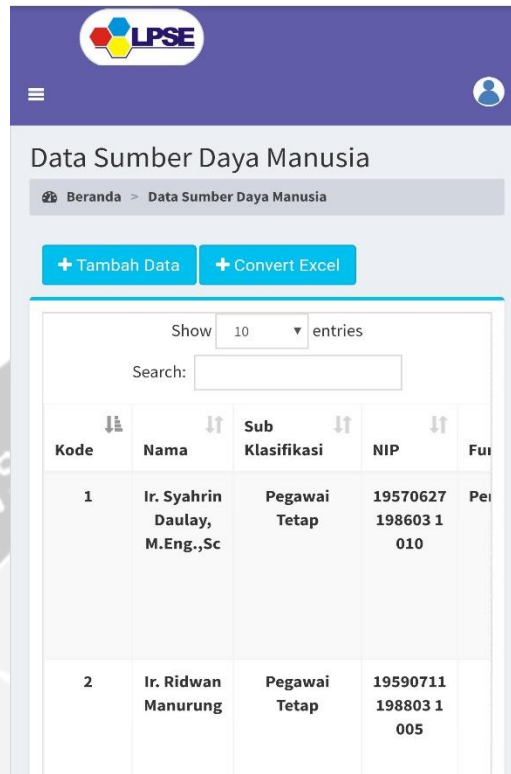 LPSE
Data Sumber Daya Manusia
Beranda > Data Sumber Daya Manusia
+ Tambah Data + Convert Excel
Show 10 entries
Search:
Kode Nama Sub Klasifikasi NIP
1 Ir. Syahrin Daulay, M.Eng.,Sc Pegawai Tetap 19570627 198603 1 010
2 Ir. Ridwan Manurung Pegawai Tetap 19590711 198803 1 005